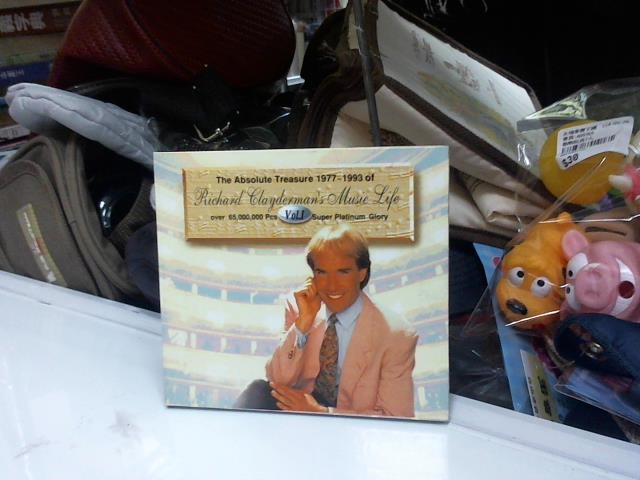 The Absolute Treasure 1977-1993 of
Richard Clayderman's Music Life
over 65,000,000 Pcs Vol.1 Super Platinum Glory
$30